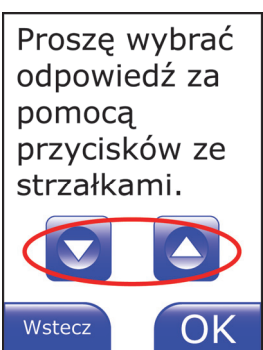 Proszę wybrać
odpowiedź za
pomocą
przycisków ze
strzałkami.
Wstecz
OK